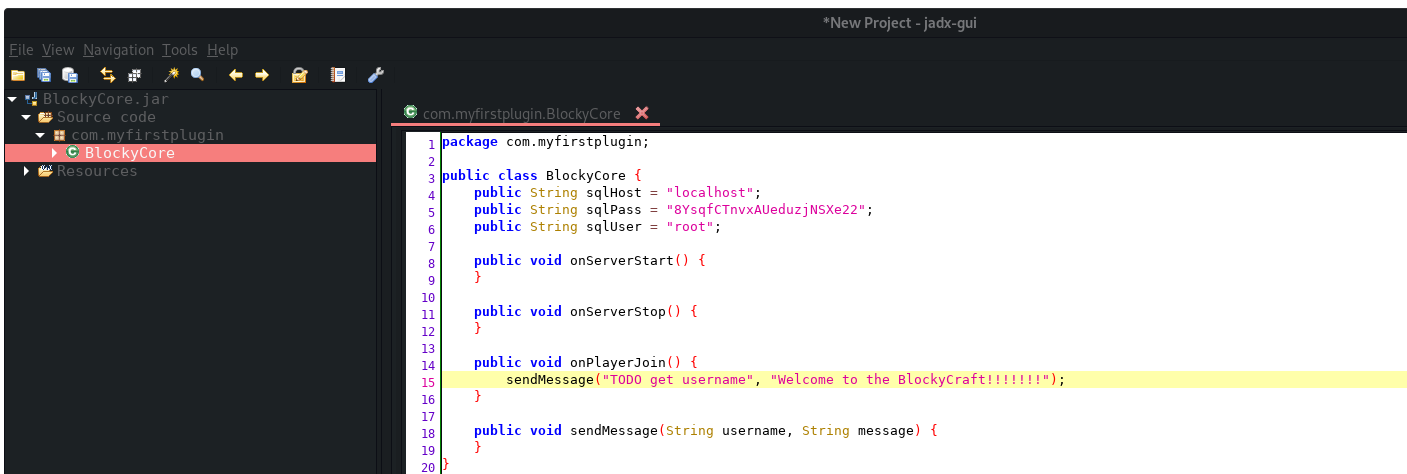 *New Project - jadx-gui
File View Navigation Tools Help
BlockyCore.jar
Source code
com.myfirstplugin
BlockyCore
Resources
com.myfirstplugin.BlockyCore
1 package com.myfirstplugin;
2
3 public class BlockyCore {
4 public String sqlHost = "localhost";
5 public String sqlPass = "8YsqfCTnvxAUeduzjNSXe22";
6 public String sqlUser = "root";
7
8 public void onServerStart() {
9 }
10
11 public void onServerStop() {
12 }
13
14 public void onPlayerJoin() {
15 sendMessage("TODO get username", "Welcome to the BlockyCraft!!!!!!!");
16 }
17
18 public void sendMessage(String username, String message) {
19 }
20 }